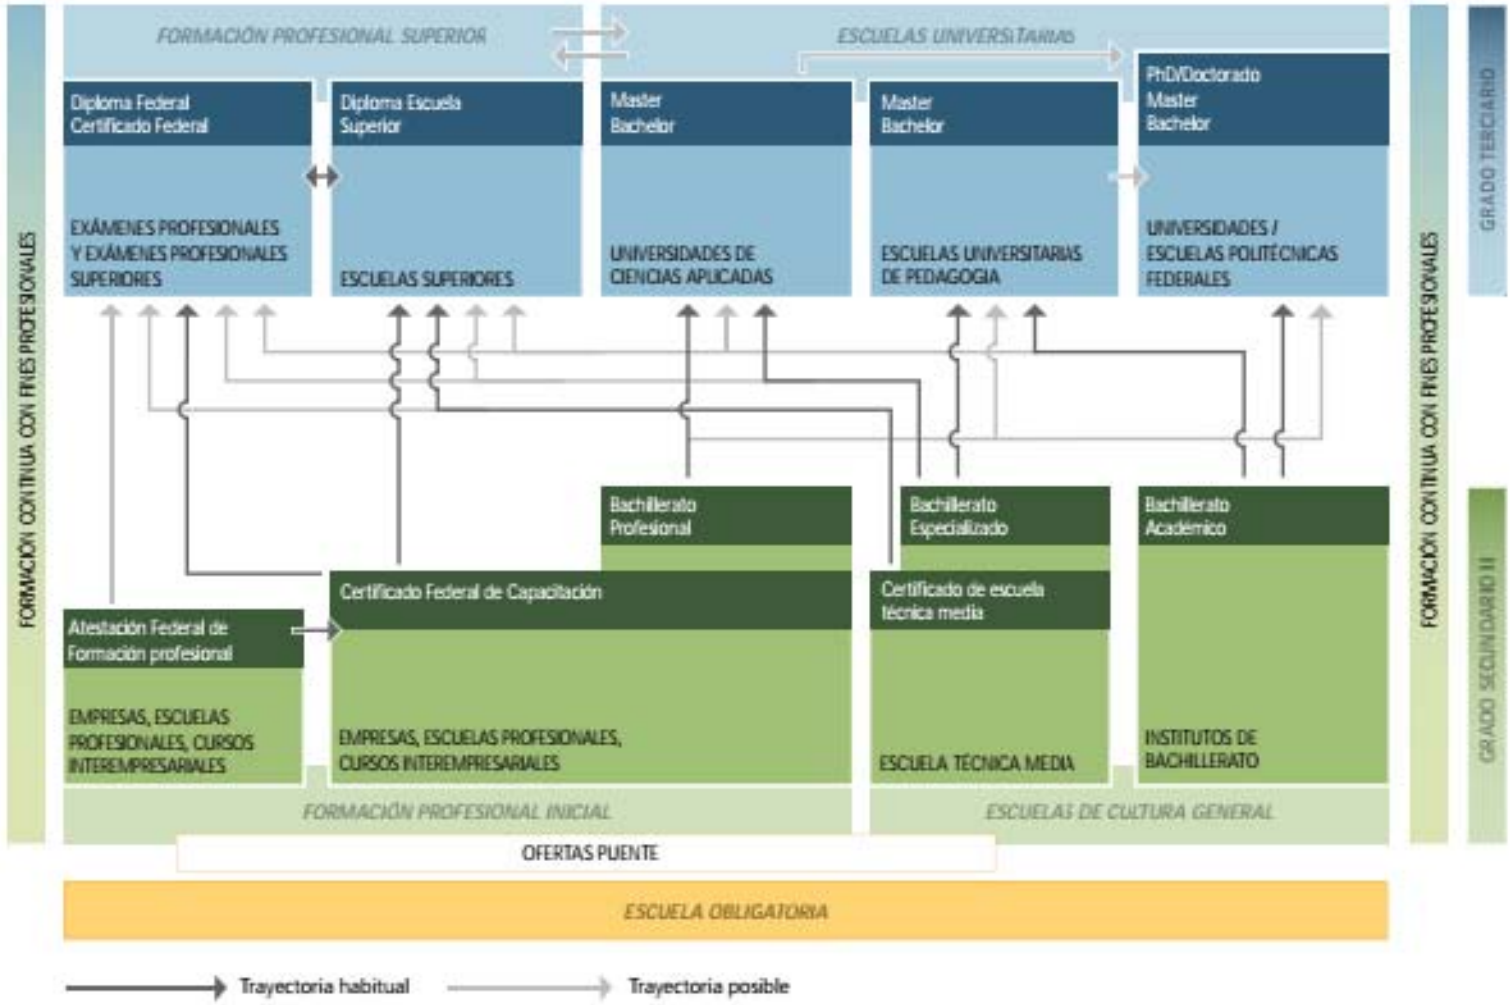 FORMACIÓN PROFESIONAL SUPERIOR
ESCUELAS UNIVERSITARIAS
Diploma Federal
Certificado Federal
EXÁMENES PROFESIONALES
Y EXÁMENES PROFESIONALES
SUPERIORES
Diploma Escuela
Superior
ESCUELAS SUPERIORES
Master
Bachelor
UNIVERSIDADES DE
CIENCIAS APLICADAS
Master
Bachelor
ESCUELAS UNIVERSITARIAS
DE PEDAGOGIA
PhD/Doctorado
Master
Bachelor
UNIVERSIDADES /
ESCUELAS POLITÉCNICAS
FEDERALES
FORMACIÓN CONTINUA CON FINES PROFESIONALES
FORMACIÓN CONTINUA CON FINES PROFESIONALES
GRADO TERCIARIO
GRADO SECUNDARIO II
Bachillerato
Profesional
Bachillerato
Especializado
Bachillerato
Académico
Certificado Federal de Capacitación
Certificado de escuela
técnica media
Atestación Federal de
Formación profesional
EMPRESAS, ESCUELAS
PROFESIONALES, CURSOS
INTEREMPRESARIALES
EMPRESAS, ESCUELAS PROFESIONALES,
CURSOS INTEREMPRESARIALES
ESCUELA TÉCNICA MEDIA
INSTITUTOS DE
BACHILLERATO
FORMACIÓN PROFESIONAL INICIAL
ESCUELAS DE CULTURA GENERAL
OFERTAS PUENTE
ESCUELA OBLIGATORIA
Trayectoria habitual
Trayectoria posible